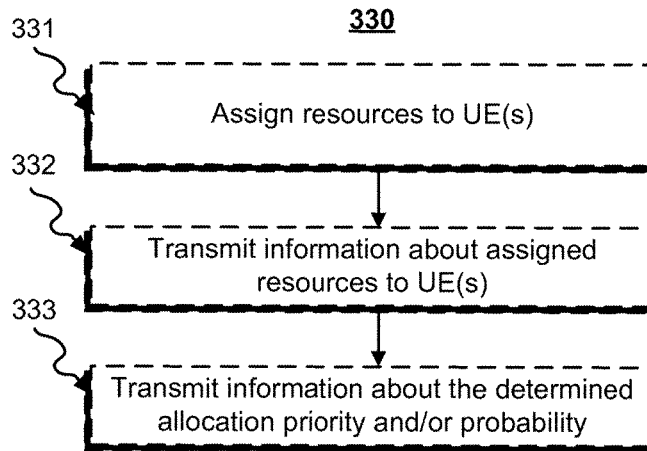 330
331
Assign resources to UE(s)
332
Transmit information about assigned
resources to UE(s)
333
Transmit information about the determined
allocation priority and/or probability